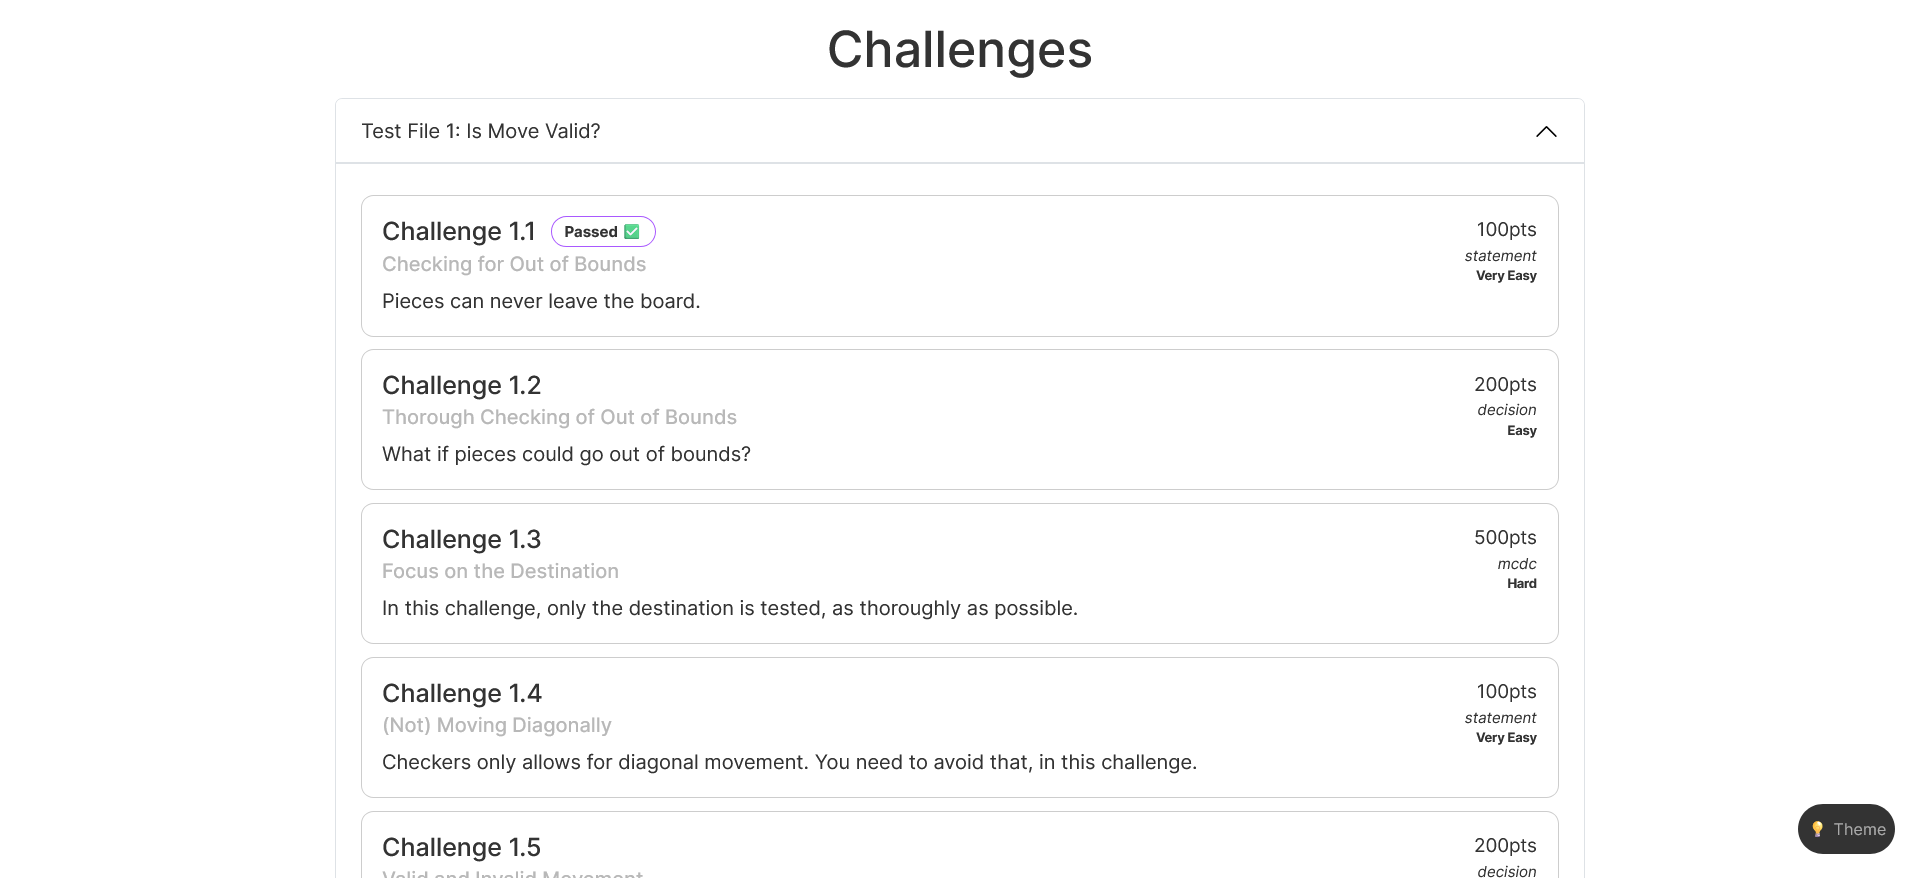 Challenges
Test File 1: Is Move Valid?
Challenge 1.1 Passed ✅
100pts
Checking for Out of Bounds
statement
Very Easy
Pieces can never leave the board.
Challenge 1.2
200pts
Thorough Checking of Out of Bounds
decision
Easy
What if pieces could go out of bounds?
Challenge 1.3
500pts
Focus on the Destination
mcdc
Hard
In this challenge, only the destination is tested, as thoroughly as possible.
Challenge 1.4
100pts
(Not) Moving Diagonally
statement
Very Easy
Checkers only allows for diagonal movement. You need to avoid that, in this challenge.
Challenge 1.5
200pts
Valid and Invalid Movement
decision
Theme